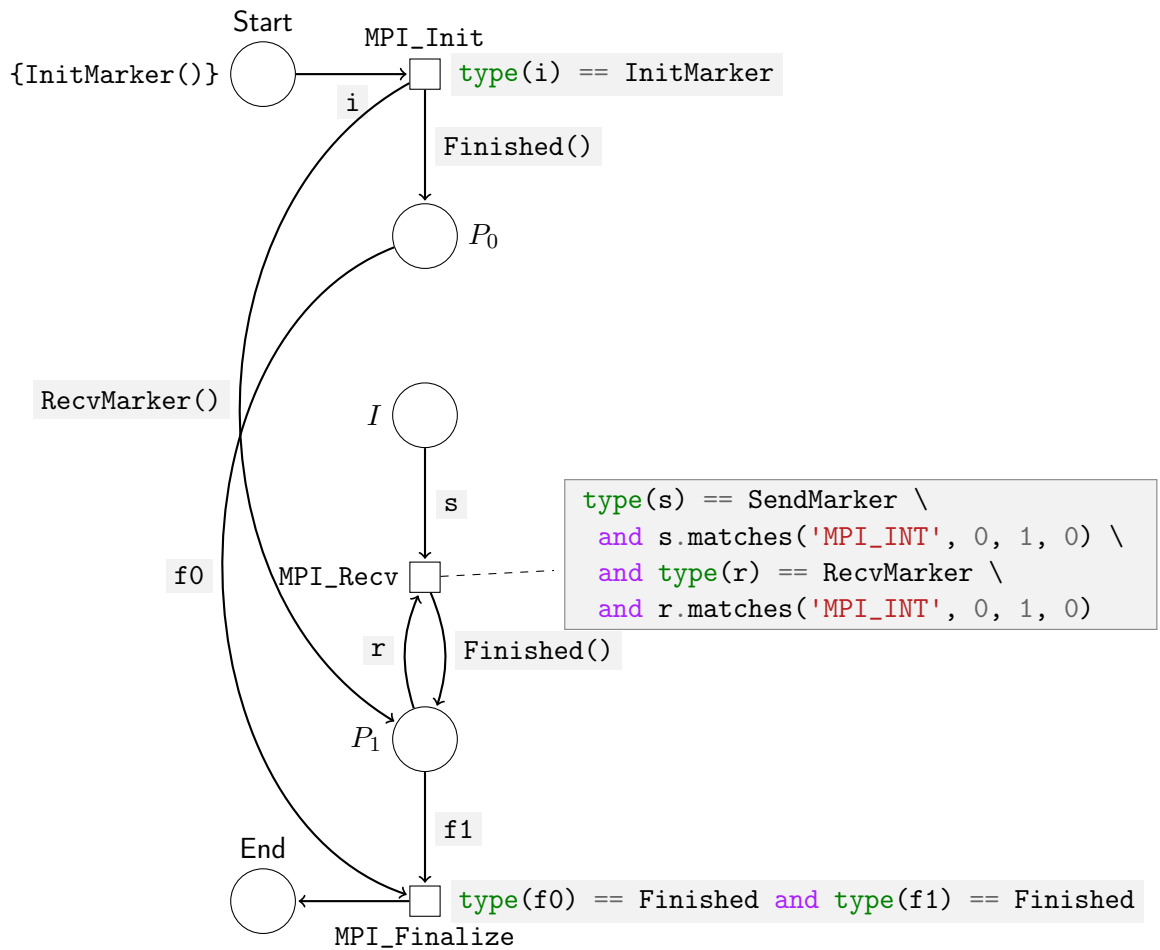 Start
MPI_Init
{InitMarker()}
type(i) == InitMarker
i
Finished()
P0
RecvMarker()
I
s
type(s) == SendMarker \
and s.matches('MPI_INT', 0, 1, 0) \
and type(r) == RecvMarker \
and r.matches('MPI_INT', 0, 1, 0)
f0
MPI_Recv
r
Finished()
P1
f1
End
type(f0) == Finished and type(f1) == Finished
MPI_Finalize